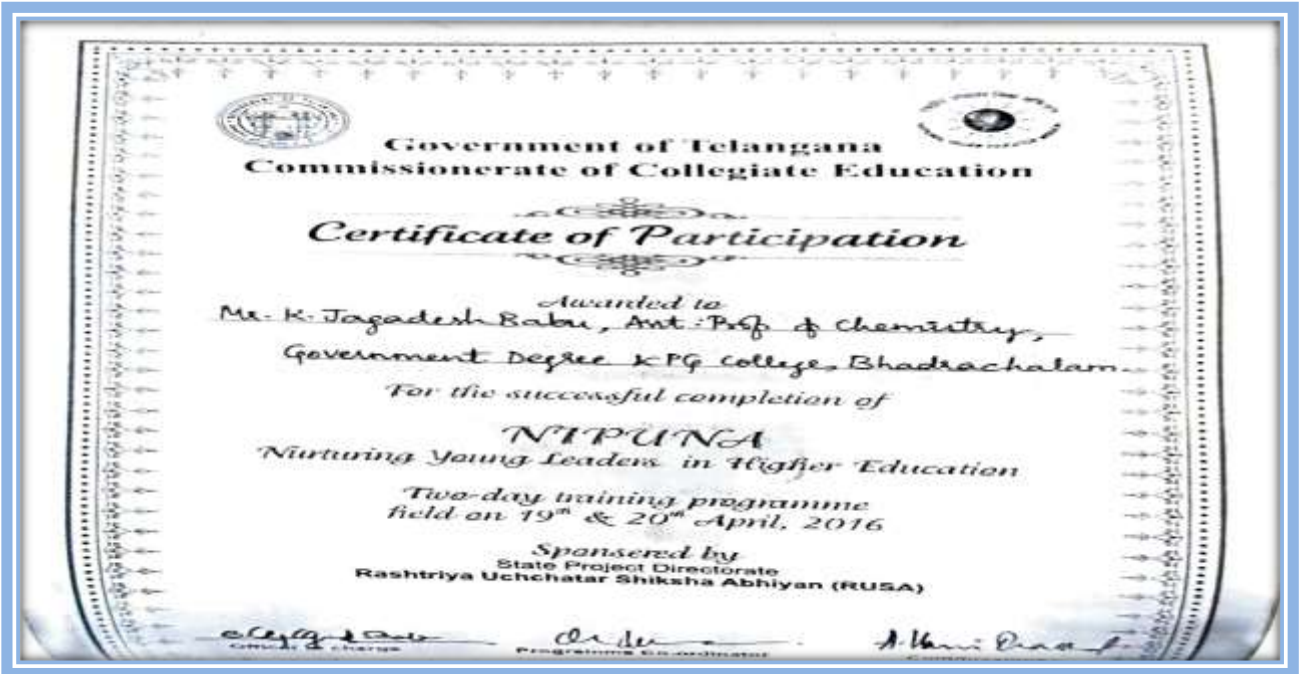 Government of Telangana
Commissionerate of Collegiate Education
Certificate of Participation
Awarded to
Mr. K. Jagadesh Babu, Asst. Prof of Chemistry,
Government Degree & PG College, Bhadrachalam.
For the successful completion of
NIPUNA
Nurturing Young Leaders in Higher Education
Two-day training programme
held on 19th & 20th April, 2016
Sponsered by
State Project Directorate
Rashtriya Uchchatar Shiksha Abhiyan (RUSA)
Programme Co-ordinator